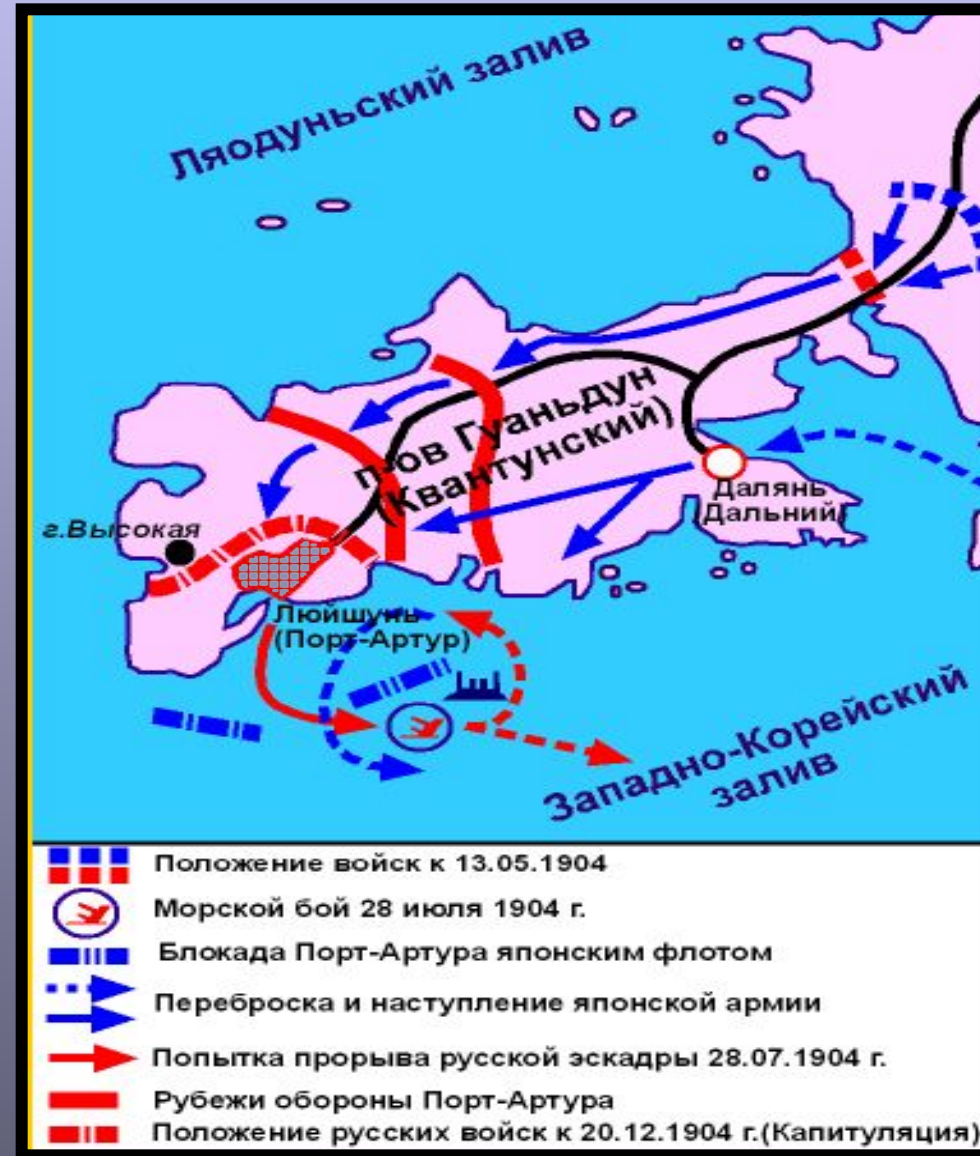 Ляодуньский залив
п-ов Гуаньдун
(Квантунский)
Далянь
(Дальний)
г.Высокая
Люйшунь
(Порт-Артур)
Западно-Корейский
залив
Положение войск к 13.05.1904
Морской бой 28 июля 1904 г.
Блокада Порт-Артура японским флотом
Переброска и наступление японской армии
Попытка прорыва русской эскадры 28.07.1904 г.
Рубежи обороны Порт-Артура
Положение русских войск к 20.12.1904 г.(Капитуляция)